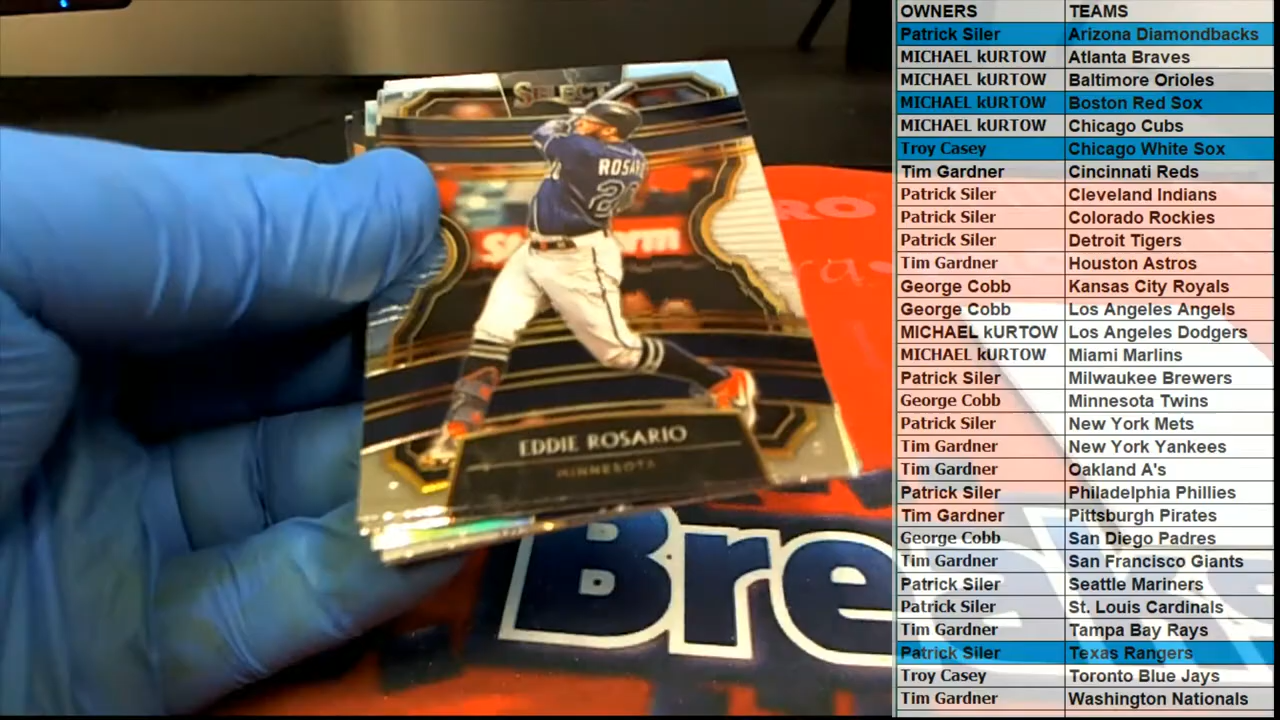 SELECT
ROSARIO
20
EDDIE ROSARIO
MINNESOTA
Bre
OWNERS TEAMS
Patrick Siler Arizona Diamondbacks
MICHAEL kURTOW Atlanta Braves
MICHAEL kURTOW Baltimore Orioles
MICHAEL kURTOW Boston Red Sox
MICHAEL kURTOW Chicago Cubs
Troy Casey Chicago White Sox
Tim Gardner Cincinnati Reds
Patrick Siler Cleveland Indians
Patrick Siler Colorado Rockies
Patrick Siler Detroit Tigers
Tim Gardner Houston Astros
George Cobb Kansas City Royals
George Cobb Los Angeles Angels
MICHAEL kURTOW Los Angeles Dodgers
MICHAEL kURTOW Miami Marlins
Patrick Siler Milwaukee Brewers
George Cobb Minnesota Twins
Patrick Siler New York Mets
Tim Gardner New York Yankees
Tim Gardner Oakland A's
Patrick Siler Philadelphia Phillies
Tim Gardner Pittsburgh Pirates
George Cobb San Diego Padres
Tim Gardner San Francisco Giants
Patrick Siler Seattle Mariners
Patrick Siler St. Louis Cardinals
Tim Gardner Tampa Bay Rays
Patrick Siler Texas Rangers
Troy Casey Toronto Blue Jays
Tim Gardner Washington Nationals